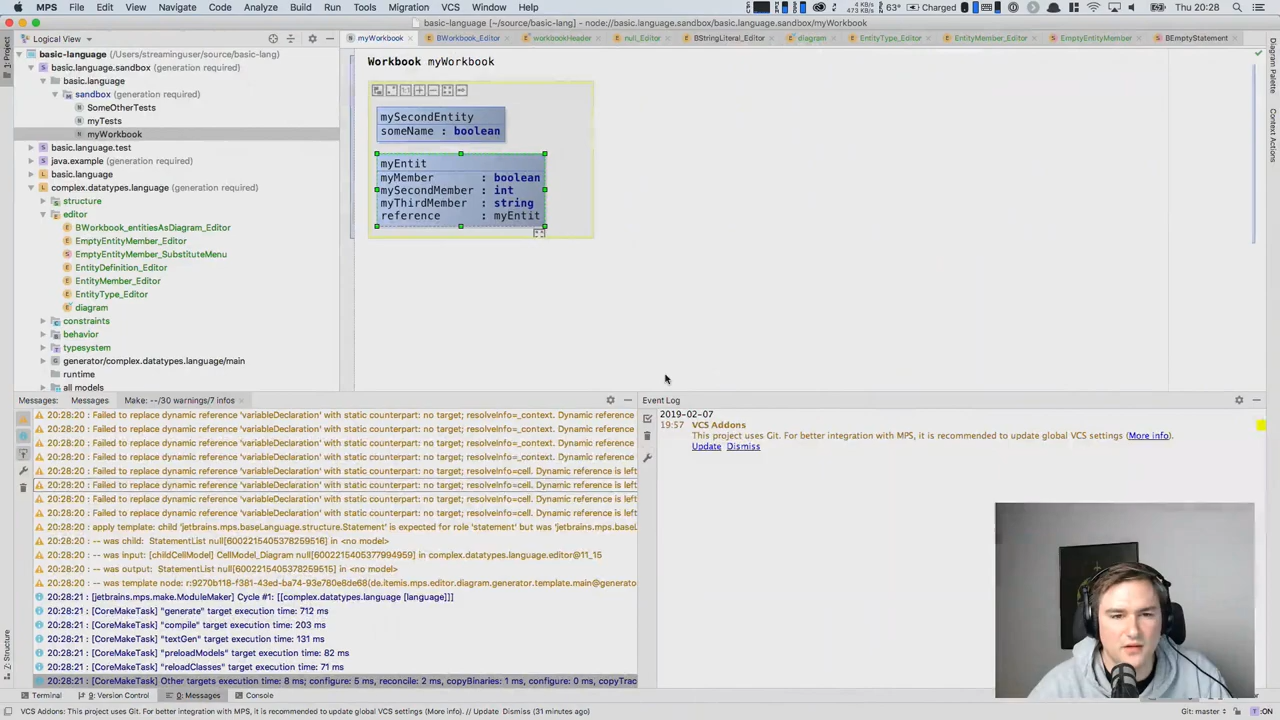 MPS File Edit View Navigate Code Analyze Build Run Tools Migration VCS Window Help 4 KB/s 473 KB/s 63° Charged Thu 20:28
basic-language [~/source/basic-lang] - node://basic.language.sandbox/basic.language.sandbox/myWorkbook
Logical View
myWorkbook BWorkbook_Editor workbookHeader null_Editor BStringLiteral_Editor diagram EntityType_Editor EntityMember_Editor EmptyEntityMember BEmptyStatement
1: Project
Diagram Palette
Context Actions
basic-language (/Users/streaminguser/source/basic-lang)
basic.language.sandbox (generation required)
basic.language
sandbox (generation required)
SomeOtherTests
myTests
myWorkbook
basic.language.test
java.example (generation required)
basic.language
complex.datatypes.language (generation required)
structure
editor
BWorkbook_entitiesAsDiagram_Editor
EmptyEntityMember_Editor
EmptyEntityMember_SubstituteMenu
EntityDefinition_Editor
EntityMember_Editor
EntityType_Editor
diagram
constraints
behavior
typesystem
generator/complex.datatypes.language/main
runtime
all models
Workbook myWorkbook
1:1
mySecondEntity
someName : boolean
myEntit
myMember : boolean
mySecondMember : int
myThirdMember : string
reference : myEntit
Messages: Messages Make: --/30 warnings/7 infos
20:28:20 : Failed to replace dynamic reference 'variableDeclaration' with static counterpart: no target; resolveInfo=_context. Dynamic reference
20:28:20 : Failed to replace dynamic reference 'variableDeclaration' with static counterpart: no target; resolveInfo=_context. Dynamic reference
20:28:20 : Failed to replace dynamic reference 'variableDeclaration' with static counterpart: no target; resolveInfo=_context. Dynamic reference
20:28:20 : Failed to replace dynamic reference 'variableDeclaration' with static counterpart: no target; resolveInfo=_context. Dynamic reference
20:28:20 : Failed to replace dynamic reference 'variableDeclaration' with static counterpart: no target; resolveInfo=cell. Dynamic reference is left
20:28:20 : Failed to replace dynamic reference 'variableDeclaration' with static counterpart: no target; resolveInfo=cell. Dynamic reference is left
20:28:20 : Failed to replace dynamic reference 'variableDeclaration' with static counterpart: no target; resolveInfo=cell. Dynamic reference is left
20:28:20 : Failed to replace dynamic reference 'variableDeclaration' with static counterpart: no target; resolveInfo=cell. Dynamic reference is left
20:28:20 : apply template: child 'jetbrains.mps.baseLanguage.structure.Statement' is expected for role 'statement' but was 'jetbrains.mps.baseLanguage.structure.StatementList
20:28:20 : -- was child: StatementList null[6002215405378259516] in <no model>
20:28:20 : -- was input: [childCellModel] CellModel_Diagram null[6002215405377994959] in complex.datatypes.language.editor@11_15
20:28:20 : -- was output: StatementList null[6002215405378259515] in <no model>
20:28:20 : -- was template node: r:9270b118-f381-43ed-ba74-93e780e8de68(de.itemis.mps.editor.diagram.generator.template.main@generator
20:28:21 : [jetbrains.mps.make.ModuleMaker] Cycle #1: [[complex.datatypes.language [language]]]
20:28:21 : [CoreMakeTask] "generate" target execution time: 712 ms
20:28:21 : [CoreMakeTask] "compile" target execution time: 203 ms
20:28:21 : [CoreMakeTask] "textGen" target execution time: 131 ms
20:28:21 : [CoreMakeTask] "preloadModels" target execution time: 82 ms
20:28:21 : [CoreMakeTask] "reloadClasses" target execution time: 71 ms
20:28:21 : [CoreMakeTask] Other targets execution time: 8 ms; configure: 5 ms, reconcile: 2 ms, copyBinaries: 1 ms, configure: 0 ms, copyTrac
Event Log
2019-02-07
19:57 VCS Addons
This project uses Git. For better integration with MPS, it is recommended to update global VCS settings (More info).
Update Dismiss
Z: Structure
Terminal 9: Version Control 0: Messages Console
VCS Addons: This project uses Git. For better integration with MPS, it is recommended to update global VCS settings (More info). // Update Dismiss (31 minutes ago)
Git: master T:ON